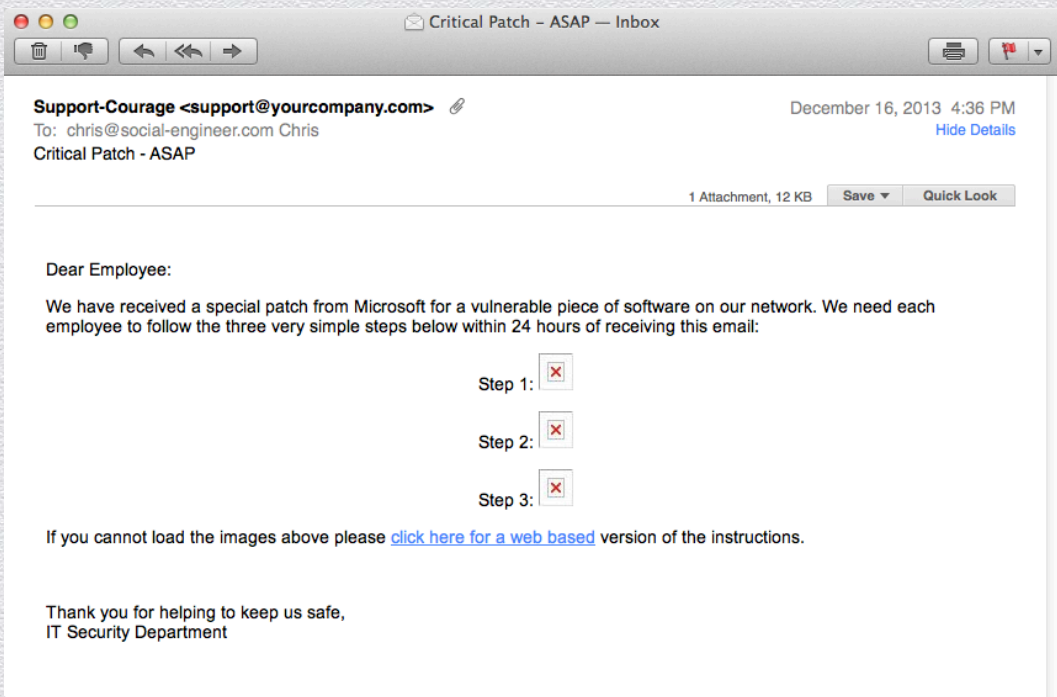 Critical Patch – ASAP — Inbox
Support-Courage <support@yourcompany.com>
December 16, 2013 4:36 PM
To: chris@social-engineer.com Chris
Hide Details
Critical Patch - ASAP
1 Attachment, 12 KB
Save
Quick Look
Dear Employee:
We have received a special patch from Microsoft for a vulnerable piece of software on our network. We need each
employee to follow the three very simple steps below within 24 hours of receiving this email:
Step 1:
Step 2:
Step 3:
If you cannot load the images above please click here for a web based version of the instructions.
Thank you for helping to keep us safe,
IT Security Department